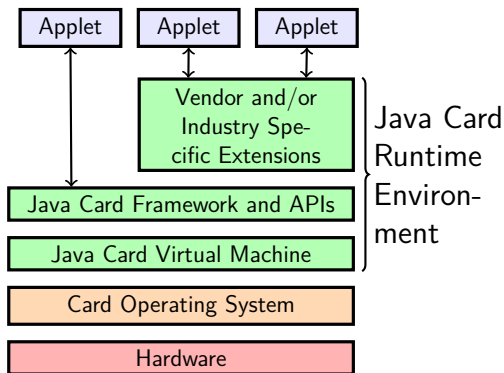 Applet Applet Applet
Vendor and/or
Industry Spe-
cific Extensions
Java Card
Runtime
Environ-
ment
Java Card Framework and APIs
Java Card Virtual Machine
Card Operating System
Hardware